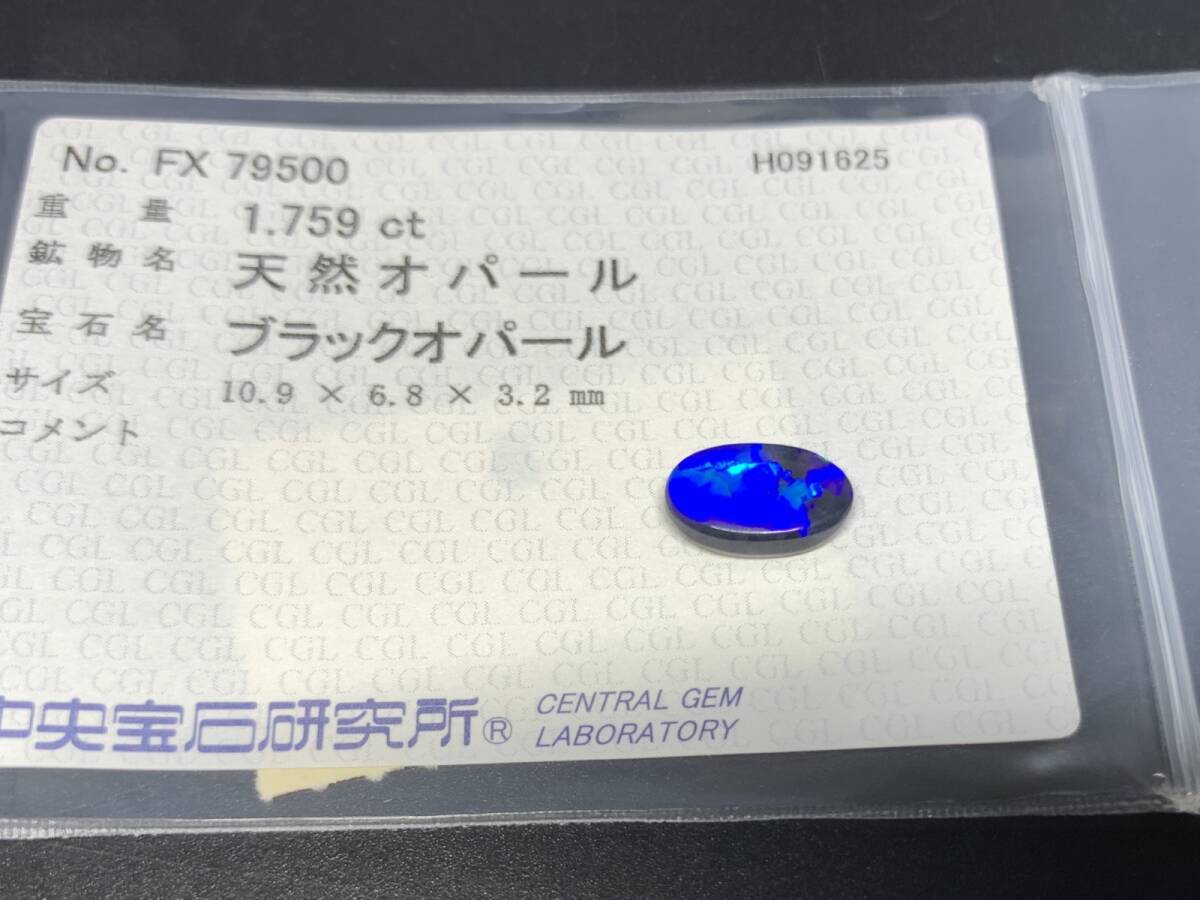 No. FX 79500 H091625
重量 1.759 ct
鉱物名 天然オパール
宝石名 ブラックオパール
サイズ 10.9 × 6.8 × 3.2 mm
コメント
中央宝石研究所® CENTRAL GEM
LABORATORY